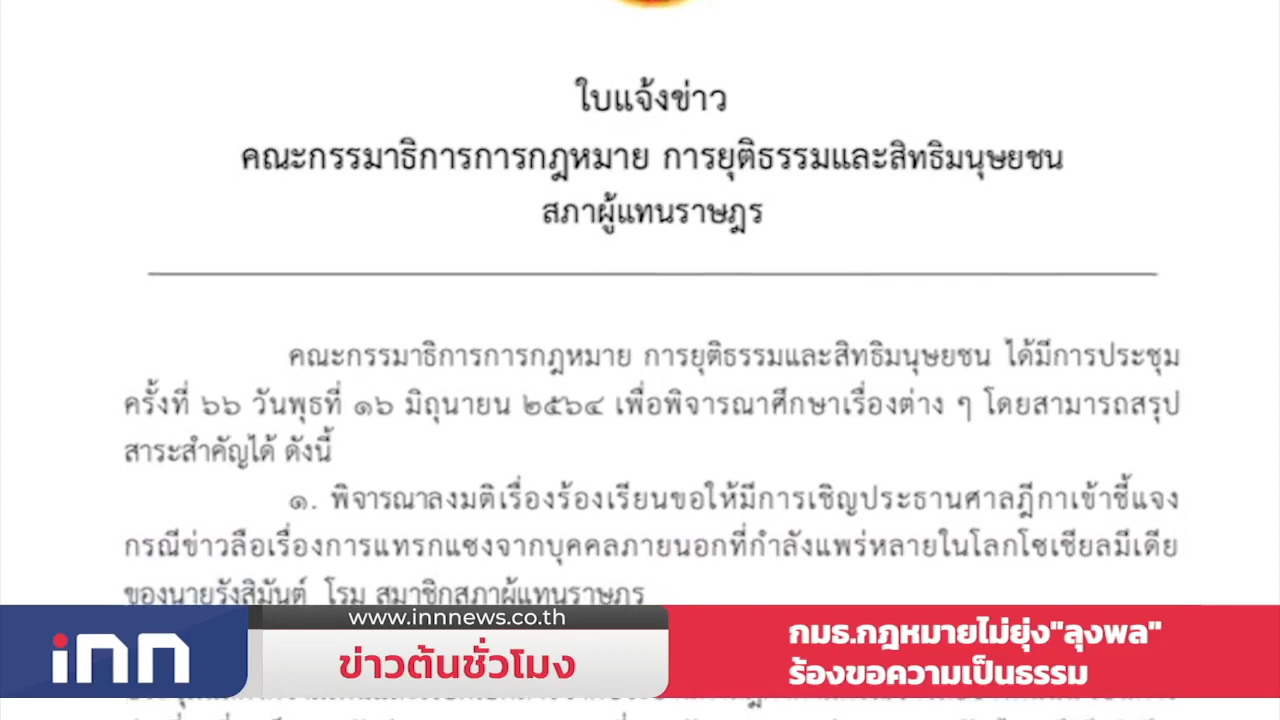 ใบแจ้งข่าว
คณะกรรมาธิการการกฎหมาย การยุติธรรมและสิทธิมนุษยชน
สภาผู้แทนราษฎร
คณะกรรมาธิการการกฎหมาย การยุติธรรมและสิทธิมนุษยชน ได้มีการประชุม
ครั้งที่ ๖๖ วันพุธที่ ๑๖ มิถุนายน ๒๕๖๔ เพื่อพิจารณาศึกษาเรื่องต่าง ๆ โดยสามารถสรุป
สาระสำคัญได้ ดังนี้
๑. พิจารณาลงมติเรื่องร้องเรียนขอให้มีการเชิญประธานศาลฎีกาเข้าชี้แจง
กรณีข่าวลือเรื่องการแทรกแซงจากบุคคลภายนอกที่กำลังแพร่หลายในโลกโซเชียลมีเดีย
ของนายรังสิมันต์ โรม สมาชิกสภาผู้แทนราษฎร
inn
www.innnews.co.th
ข่าวต้นชั่วโมง
กมธ.กฎหมายไม่ยุ่ง"ลุงพล"
ร้องขอความเป็นธรรม